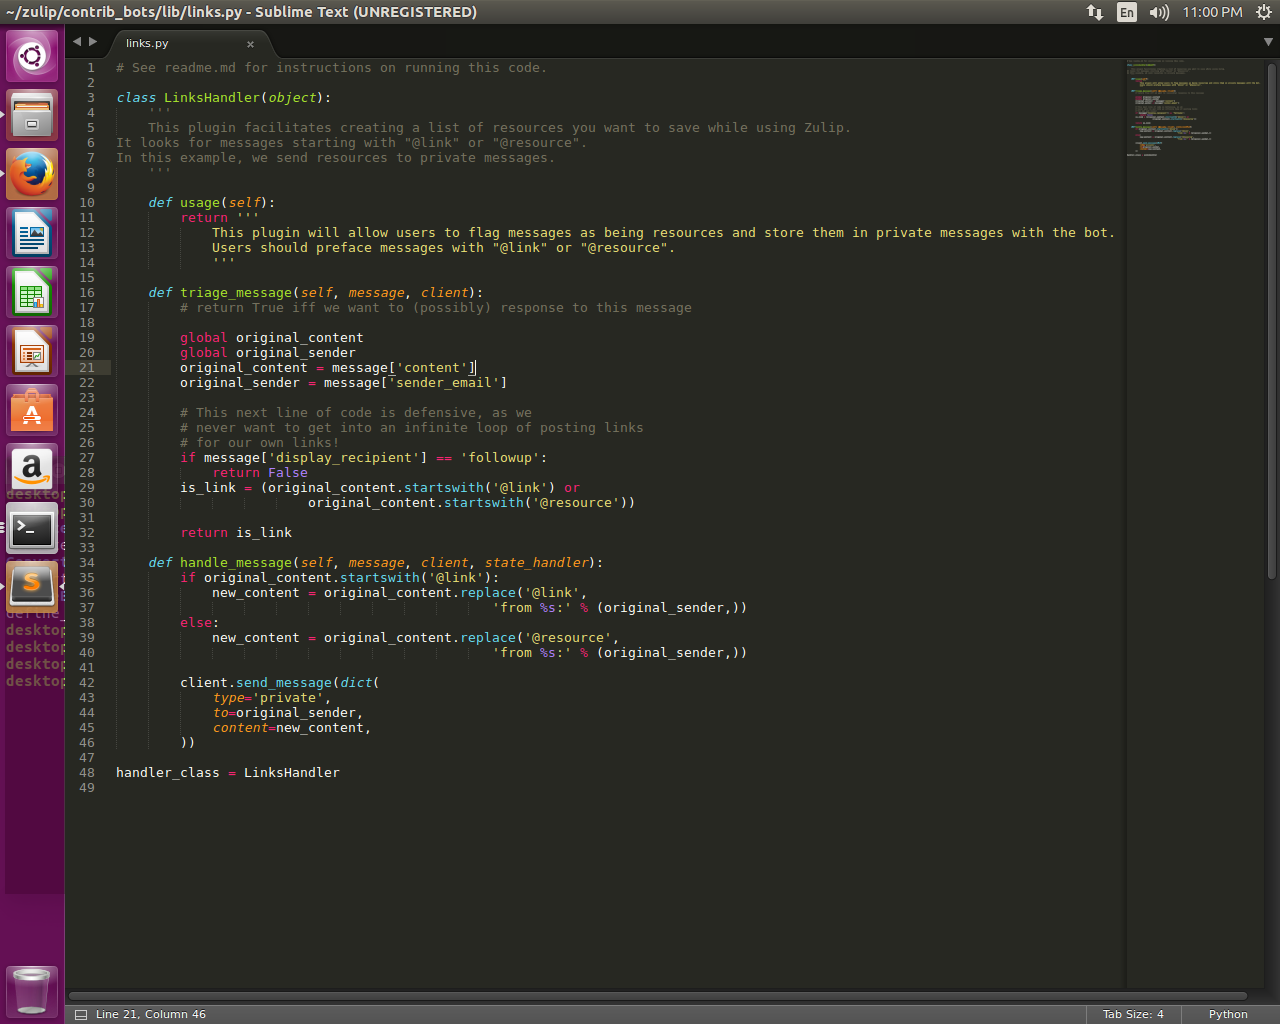 ~/zulip/contrib_bots/lib/links.py - Sublime Text (UNREGISTERED)
En
11:00 PM
links.py
1 # See readme.md for instructions on running this code.
2
3 class LinksHandler(object):
4     '''
5     This plugin facilitates creating a list of resources you want to save while using Zulip.
6 It looks for messages starting with "@link" or "@resource".
7 In this example, we send resources to private messages.
8     '''
9
10     def usage(self):
11         return '''
12             This plugin will allow users to flag messages as being resources and store them in private messages with the bot.
13             Users should preface messages with "@link" or "@resource".
14             '''
15
16     def triage_message(self, message, client):
17         # return True iff we want to (possibly) response to this message
18
19         global original_content
20         global original_sender
21         original_content = message['content']
22         original_sender = message['sender_email']
23
24         # This next line of code is defensive, as we
25         # never want to get into an infinite loop of posting links
26         # for our own links!
27         if message['display_recipient'] == 'followup':
28             return False
29         is_link = (original_content.startswith('@link') or
30                         original_content.startswith('@resource'))
31
32         return is_link
33
34     def handle_message(self, message, client, state_handler):
35         if original_content.startswith('@link'):
36             new_content = original_content.replace('@link',
37                                                'from %s:' % (original_sender,))
38         else:
39             new_content = original_content.replace('@resource',
40                                                'from %s:' % (original_sender,))
41
42         client.send_message(dict(
43             type='private',
44             to=original_sender,
45             content=new_content,
46         ))
47
48 handler_class = LinksHandler
49
desktop
desktop
desktop
desktop
desktop
Line 21, Column 46
Tab Size: 4
Python